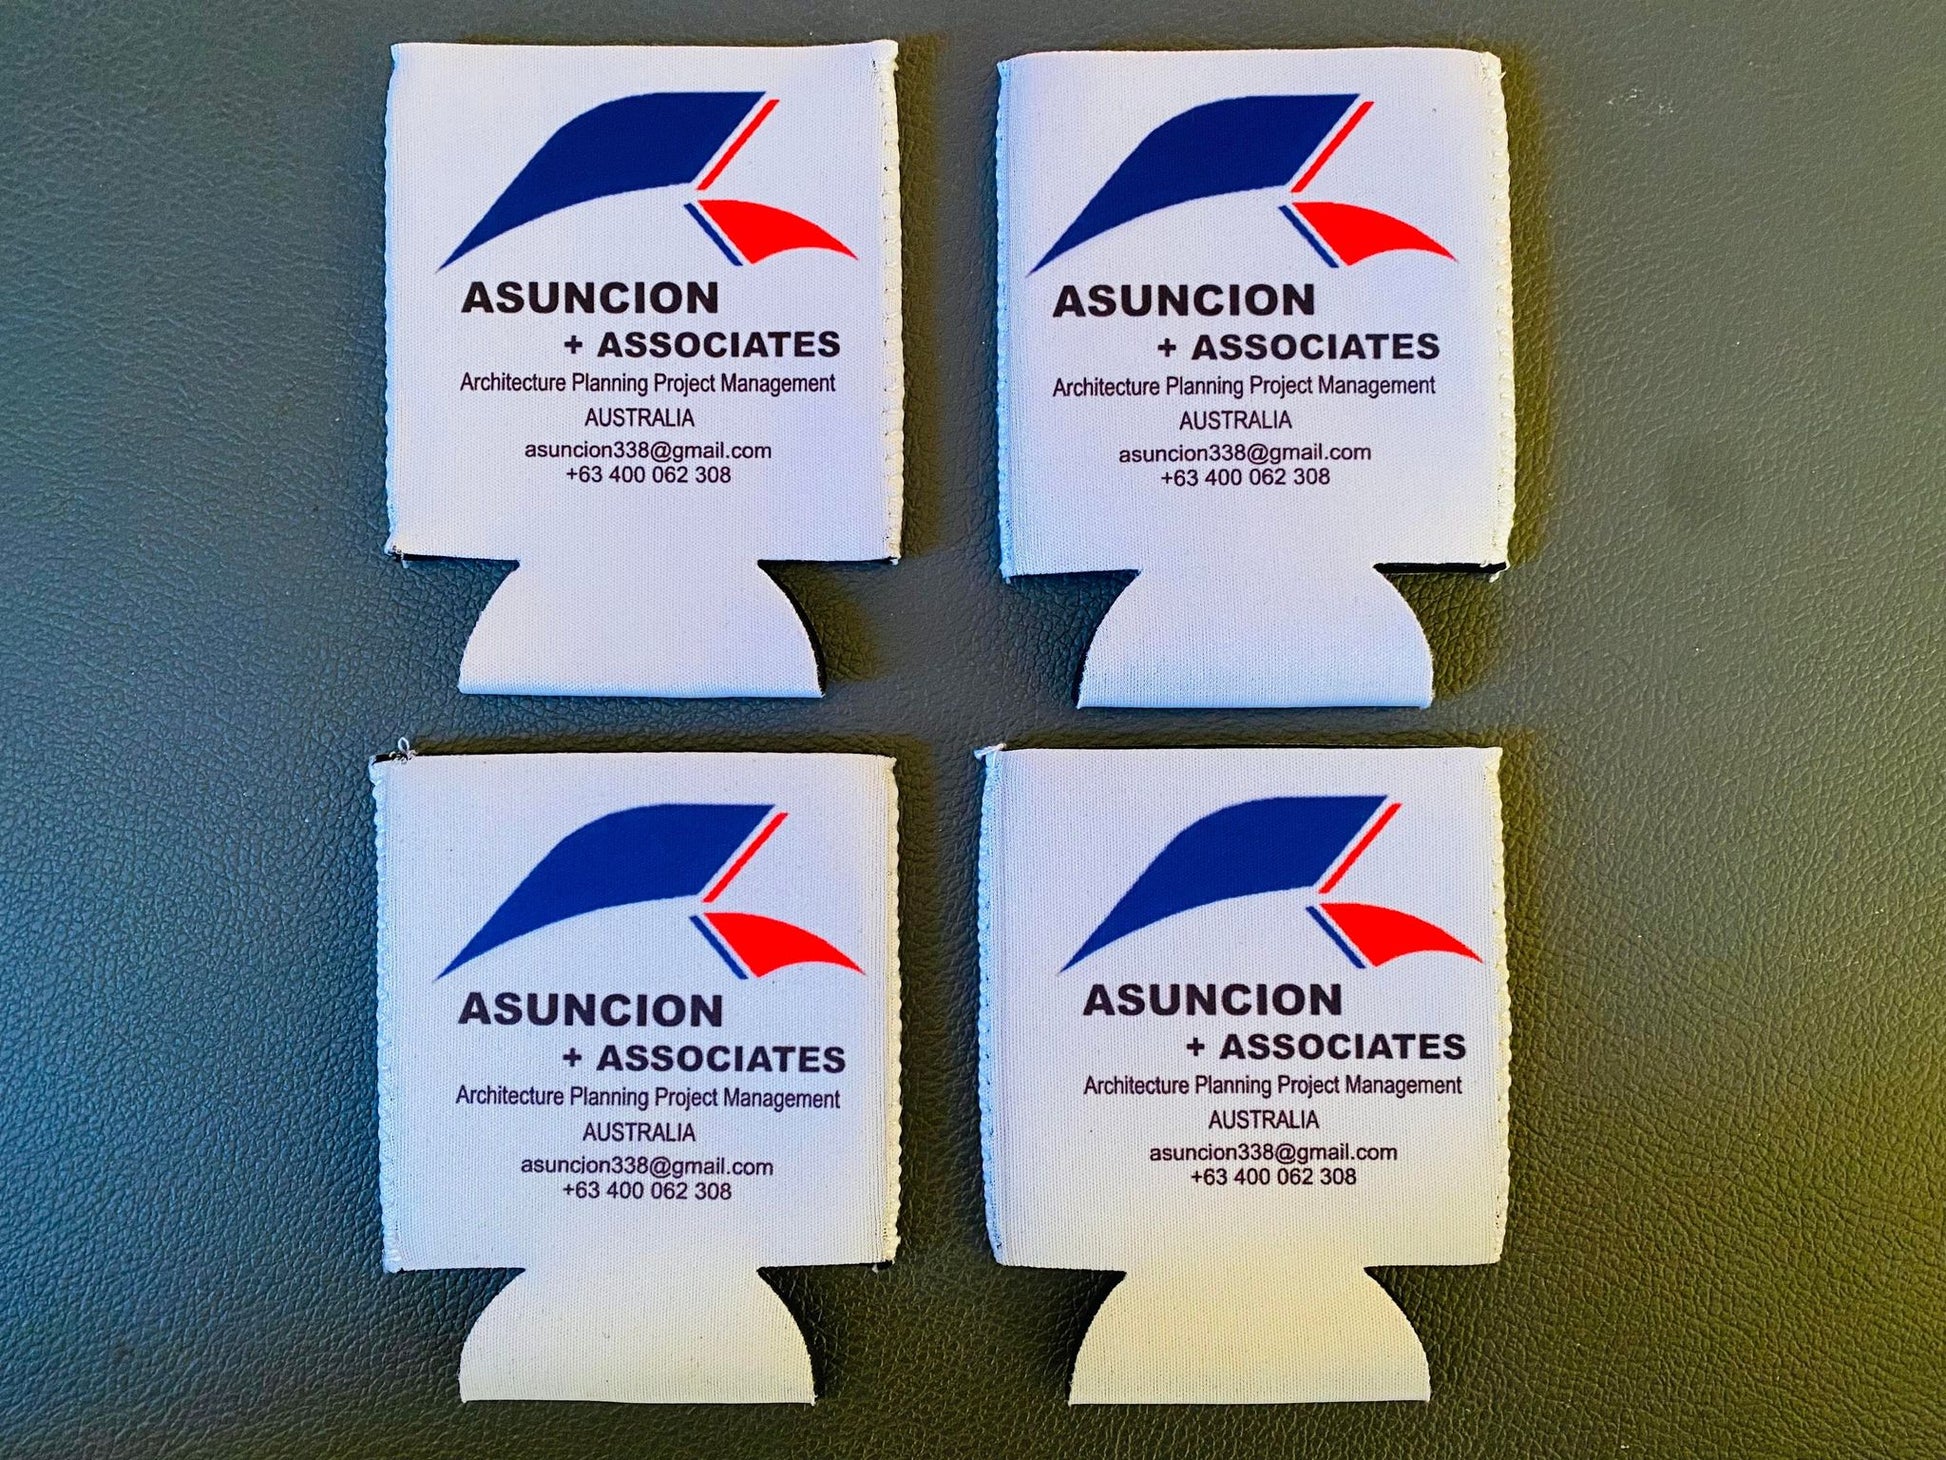 ASUNCION
+ ASSOCIATES
Architecture Planning Project Management
AUSTRALIA
asuncion338@gmail.com
+63 400 062 308
ASUNCION
+ ASSOCIATES
Architecture Planning Project Management
AUSTRALIA
asuncion338@gmail.com
+63 400 062 308
ASUNCION
+ ASSOCIATES
Architecture Planning Project Management
AUSTRALIA
asuncion338@gmail.com
+63 400 062 308
ASUNCION
+ ASSOCIATES
Architecture Planning Project Management
AUSTRALIA
asuncion338@gmail.com
+63 400 062 308